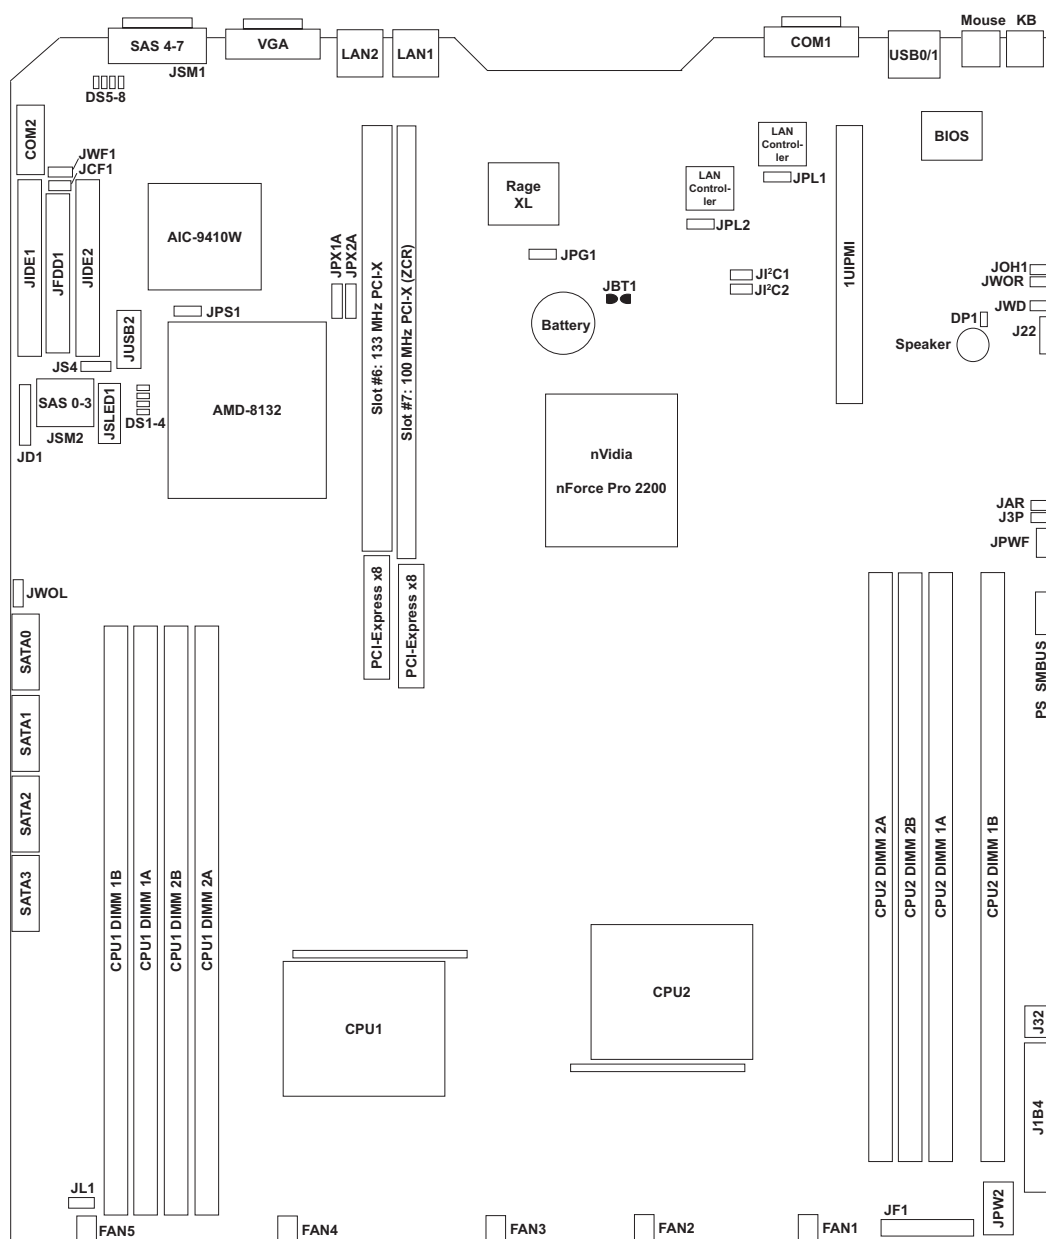 Mouse KB
SAS 4-7
VGA
LAN2
LAN1
COM1
USB0/1
JSM1
DS5-8
COM2
JWF1
JCF1
JIDE1
JFDD1
JIDE2
AIC-9410W
JPX1A
JPX2A
Slot #6: 133 MHz PCI-X
Slot #7: 100 MHz PCI-X (ZCR)
Rage
XL
LAN
Control-
ler
JPL1
LAN
Control-
ler
JPL2
1UIPMI
BIOS
JPG1
JBT1
JI²C1
JI²C2
JOH1
JWOR
JWD
DP1
J22
Speaker
Battery
JPS1
JUSB2
JS4
SAS 0-3
JSM2
JSLED1
DS1-4
JD1
AMD-8132
nVidia
nForce Pro 2200
JAR
J3P
JPWF
PCI-Express x8
PCI-Express x8
JWOL
PS SMBUS
SATA0
SATA1
SATA2
SATA3
CPU1 DIMM 1B
CPU1 DIMM 1A
CPU1 DIMM 2B
CPU1 DIMM 2A
CPU2 DIMM 2A
CPU2 DIMM 2B
CPU2 DIMM 1A
CPU2 DIMM 1B
CPU1
CPU2
J32
J1B4
JL1
FAN5
FAN4
FAN3
FAN2
FAN1
JF1
JPW2